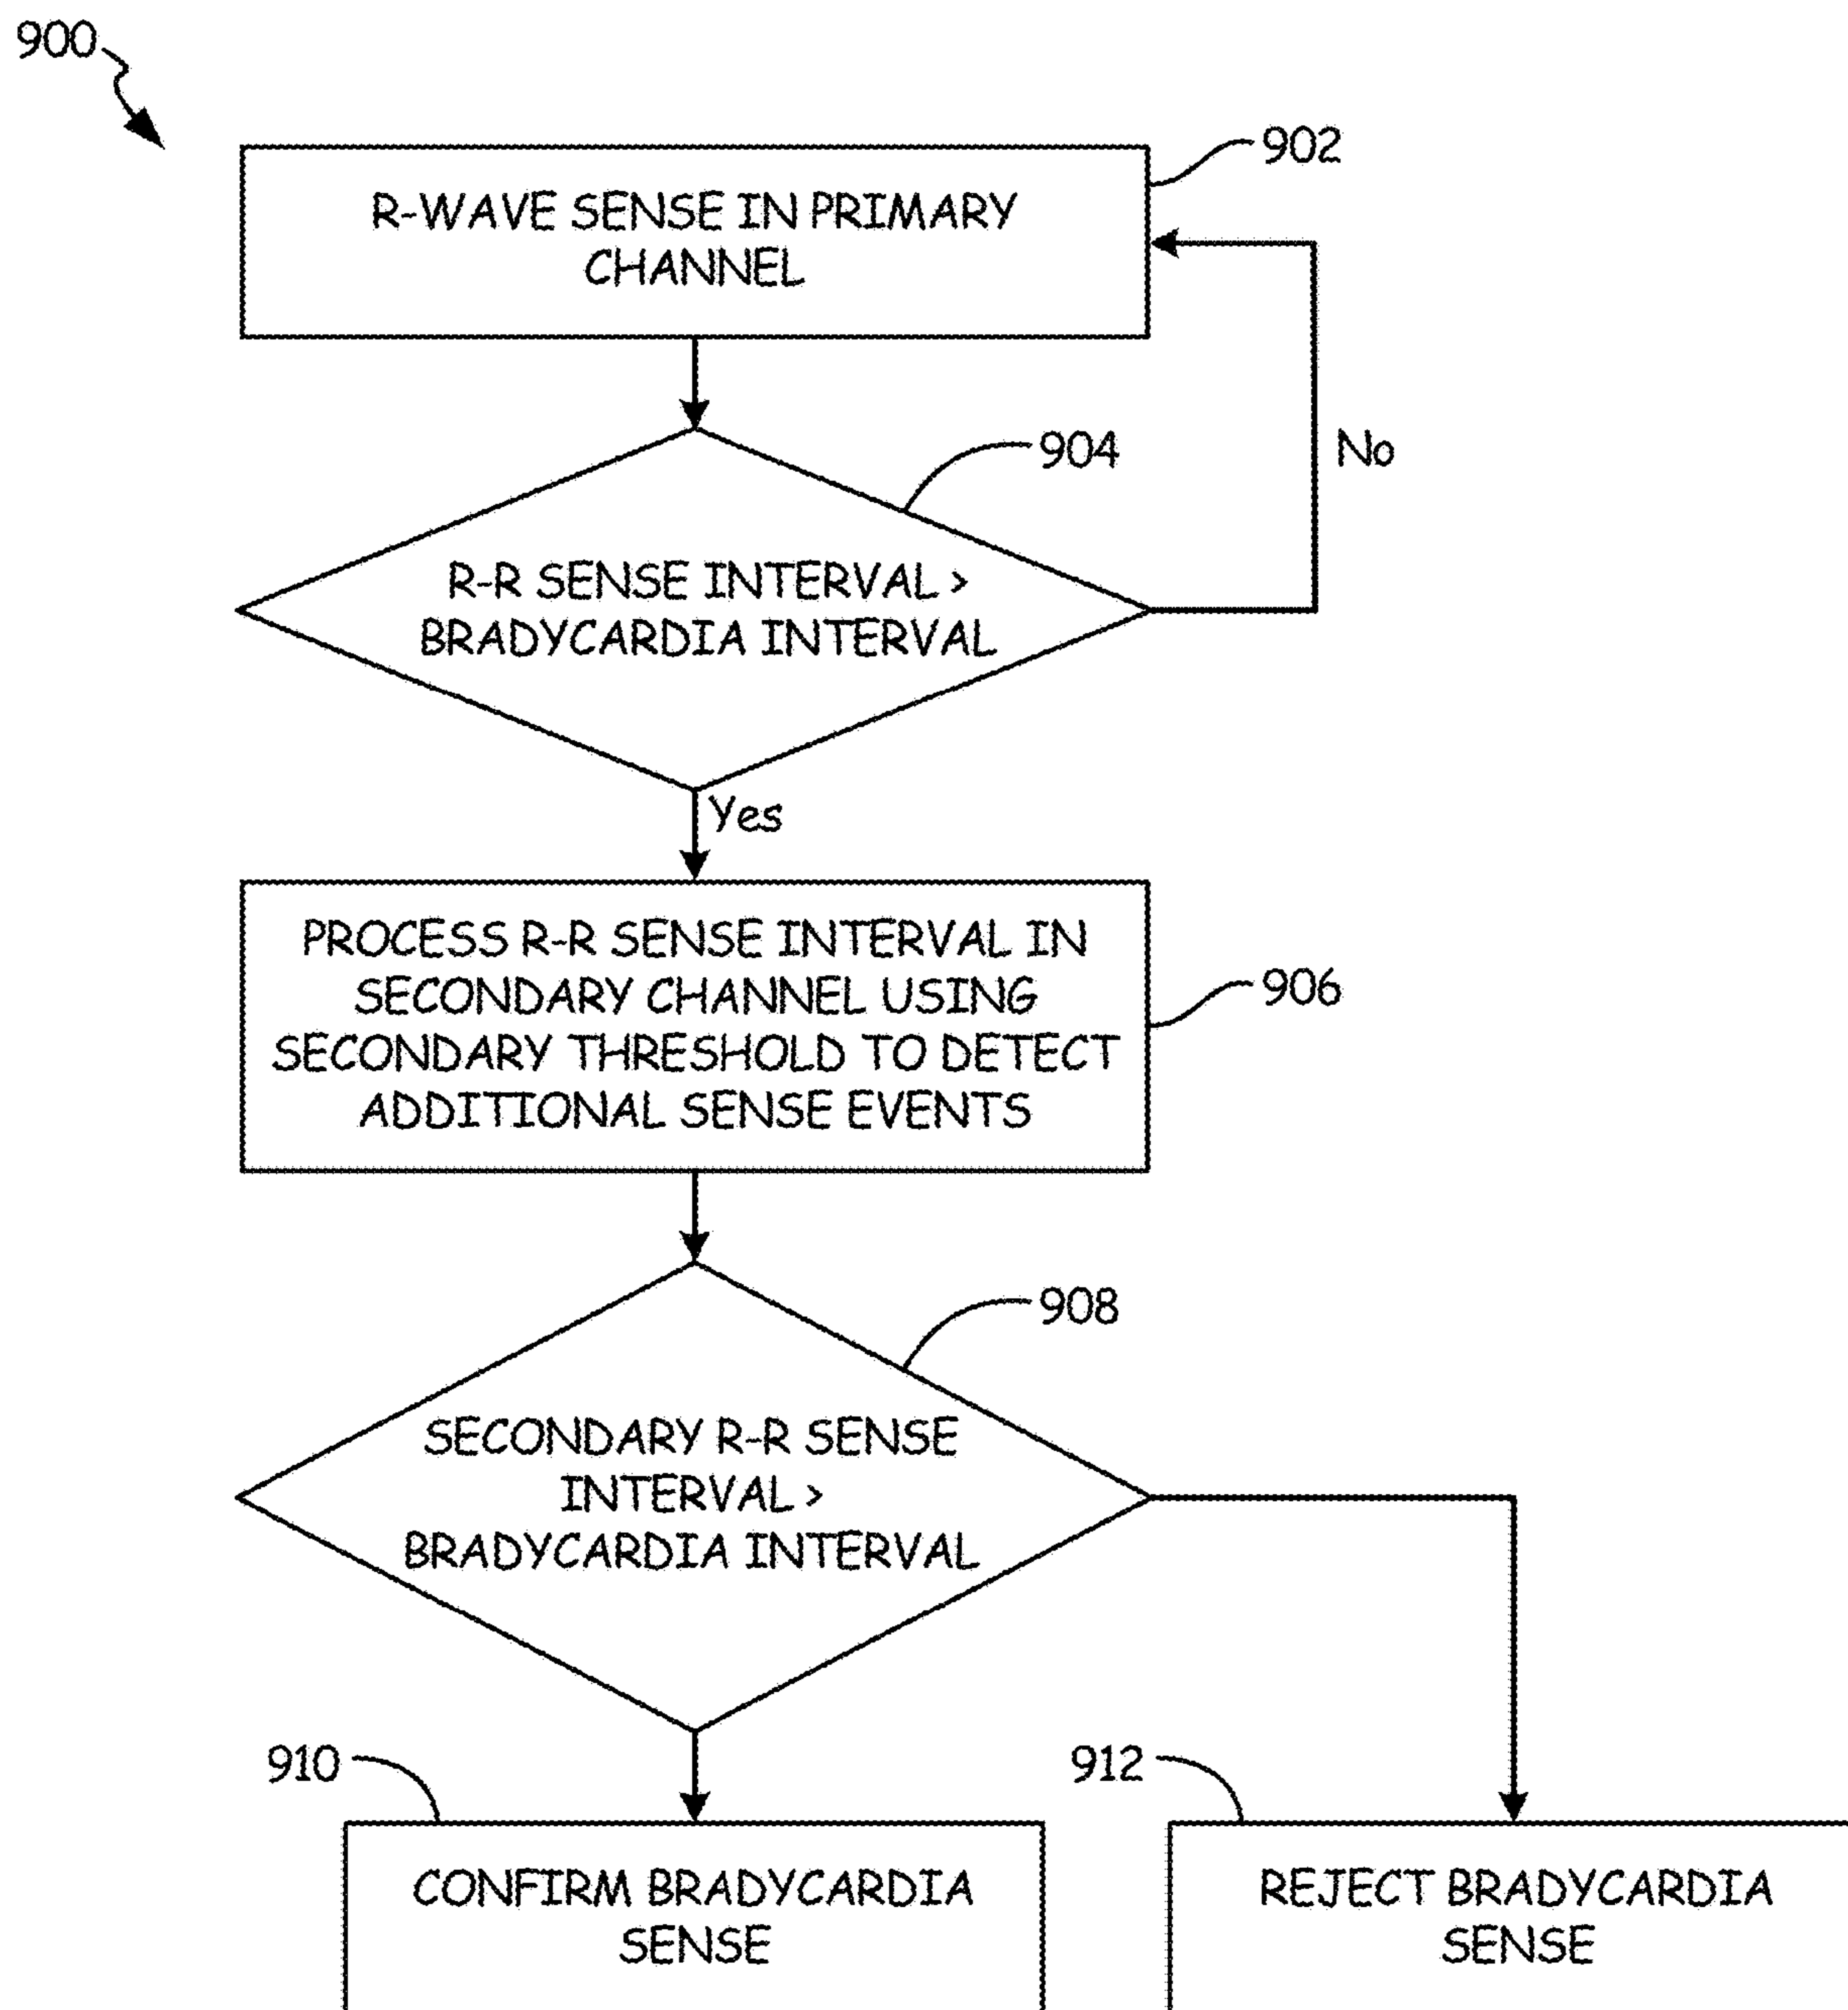 900
902
R-WAVE SENSE IN PRIMARY
CHANNEL
904
No
R-R SENSE INTERVAL >
BRADYCARDIA INTERVAL
Yes
PROCESS R-R SENSE INTERVAL IN
SECONDARY CHANNEL USING
SECONDARY THRESHOLD TO DETECT
ADDITIONAL SENSE EVENTS
906
908
SECONDARY R-R SENSE
INTERVAL >
BRADYCARDIA INTERVAL
910
912
CONFIRM BRADYCARDIA
SENSE
REJECT BRADYCARDIA
SENSE